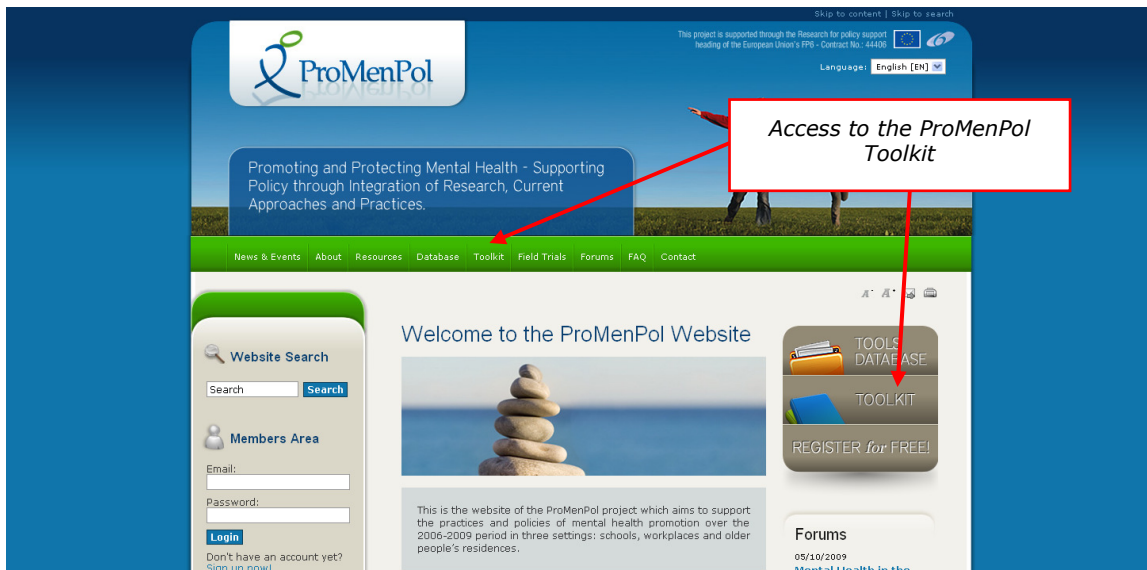 Skip to content | Skip to search
This project is supported through the Research for policy support
heading of the European Union's FP6 - Contract No.: 44406
Language: English [EN]
ProMenPol
Access to the ProMenPol
Toolkit
Promoting and Protecting Mental Health - Supporting
Policy through Integration of Research, Current
Approaches and Practices.
News & Events About Resources Database Toolkit Field Trials Forums FAQ Contact
A- A+
Welcome to the ProMenPol Website
Website Search
Search Search
Members Area
Email:
Password:
Login
Don't have an account yet?
Sign up now!
This is the website of the ProMenPol project which aims to support
the practices and policies of mental health promotion over the
2006-2009 period in three settings: schools, workplaces and older
people's residences.
TOOLS
DATABASE
TOOLKIT
REGISTER for FREE!
Forums
05/10/2009
Mental Health in the